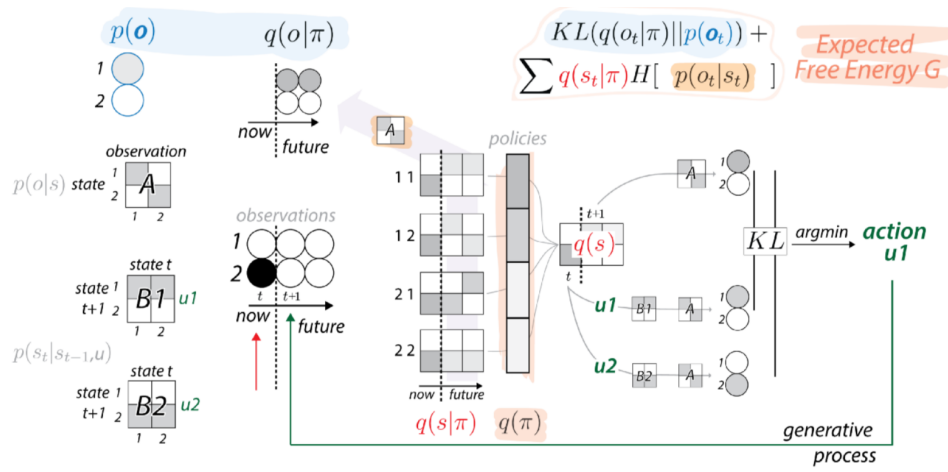 p(o)
q(o|π)
KL(q(o_t|π)||p(o_t)) +
∑ q(s_t|π)H[ p(o_t|s_t) ]
Expected
Free Energy G
1
2
now
future
A
policies
observation
p(o|s)
state
1
2
A
1 2
observations
1
2
t
t+1
now
future
state t
state
t+1
1
2
B1
u1
p(s_t|s_{t-1},u)
state t
state
t+1
1
2
B2
u2
1 2
1 1
1 2
2 1
2 2
now
future
q(s|π)
q(π)
t+1
q(s)
t
A
1
2
u1
B1
A
1
2
u2
B2
A
1
2
KL
argmin
action
u1
generative
process